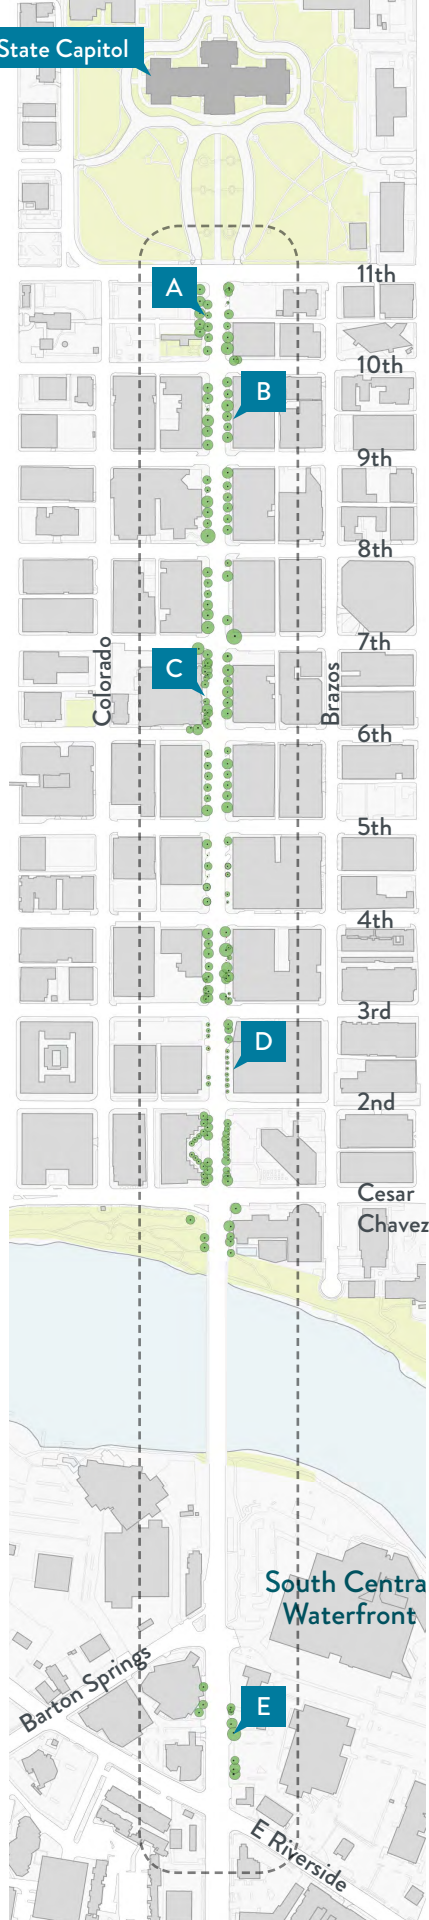 State Capitol
11th
A
10th
B
9th
8th
7th
Colorado
C
Brazos
6th
5th
4th
3rd
D
2nd
Cesar
Chavez
South Centra
Waterfront
Barton Springs
E
E Riverside